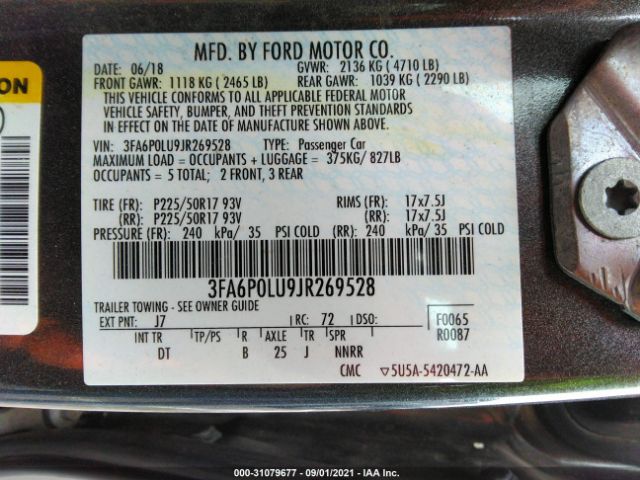 ON
MFD. BY FORD MOTOR CO.
DATE: 06/18 GVWR: 2136 KG ( 4710 LB)
FRONT GAWR: 1118 KG ( 2465 LB) REAR GAWR: 1039 KG ( 2290 LB)
THIS VEHICLE CONFORMS TO ALL APPLICABLE FEDERAL MOTOR
VEHICLE SAFETY, BUMPER, AND THEFT PREVENTION STANDARDS
IN EFFECT ON THE DATE OF MANUFACTURE SHOWN ABOVE.
VIN: 3FA6P0LU9JR269528 TYPE: Passenger Car
MAXIMUM LOAD = OCCUPANTS + LUGGAGE = 375KG/ 827LB
OCCUPANTS = 5 TOTAL; 2 FRONT, 3 REAR
TIRE (FR): P225/50R17 93V RIMS (FR): 17x7.5J
(RR): P225/50R17 93V (RR): 17x7.5J
PRESSURE (FR): 240 kPa/ 35 PSI COLD (RR): 240 kPa/ 35 PSI COLD
3FA6P0LU9JR269528
TRAILER TOWING - SEE OWNER GUIDE
EXT PNT: J7 RC: 72 DSO: F0065
INT TR TP/PS R AXLE TR SPR R0087
DT B 25 J NNRR
CMC ▽5U5A-5420472-AA
000-31079677 - 09/01/2021 - IAA Inc.